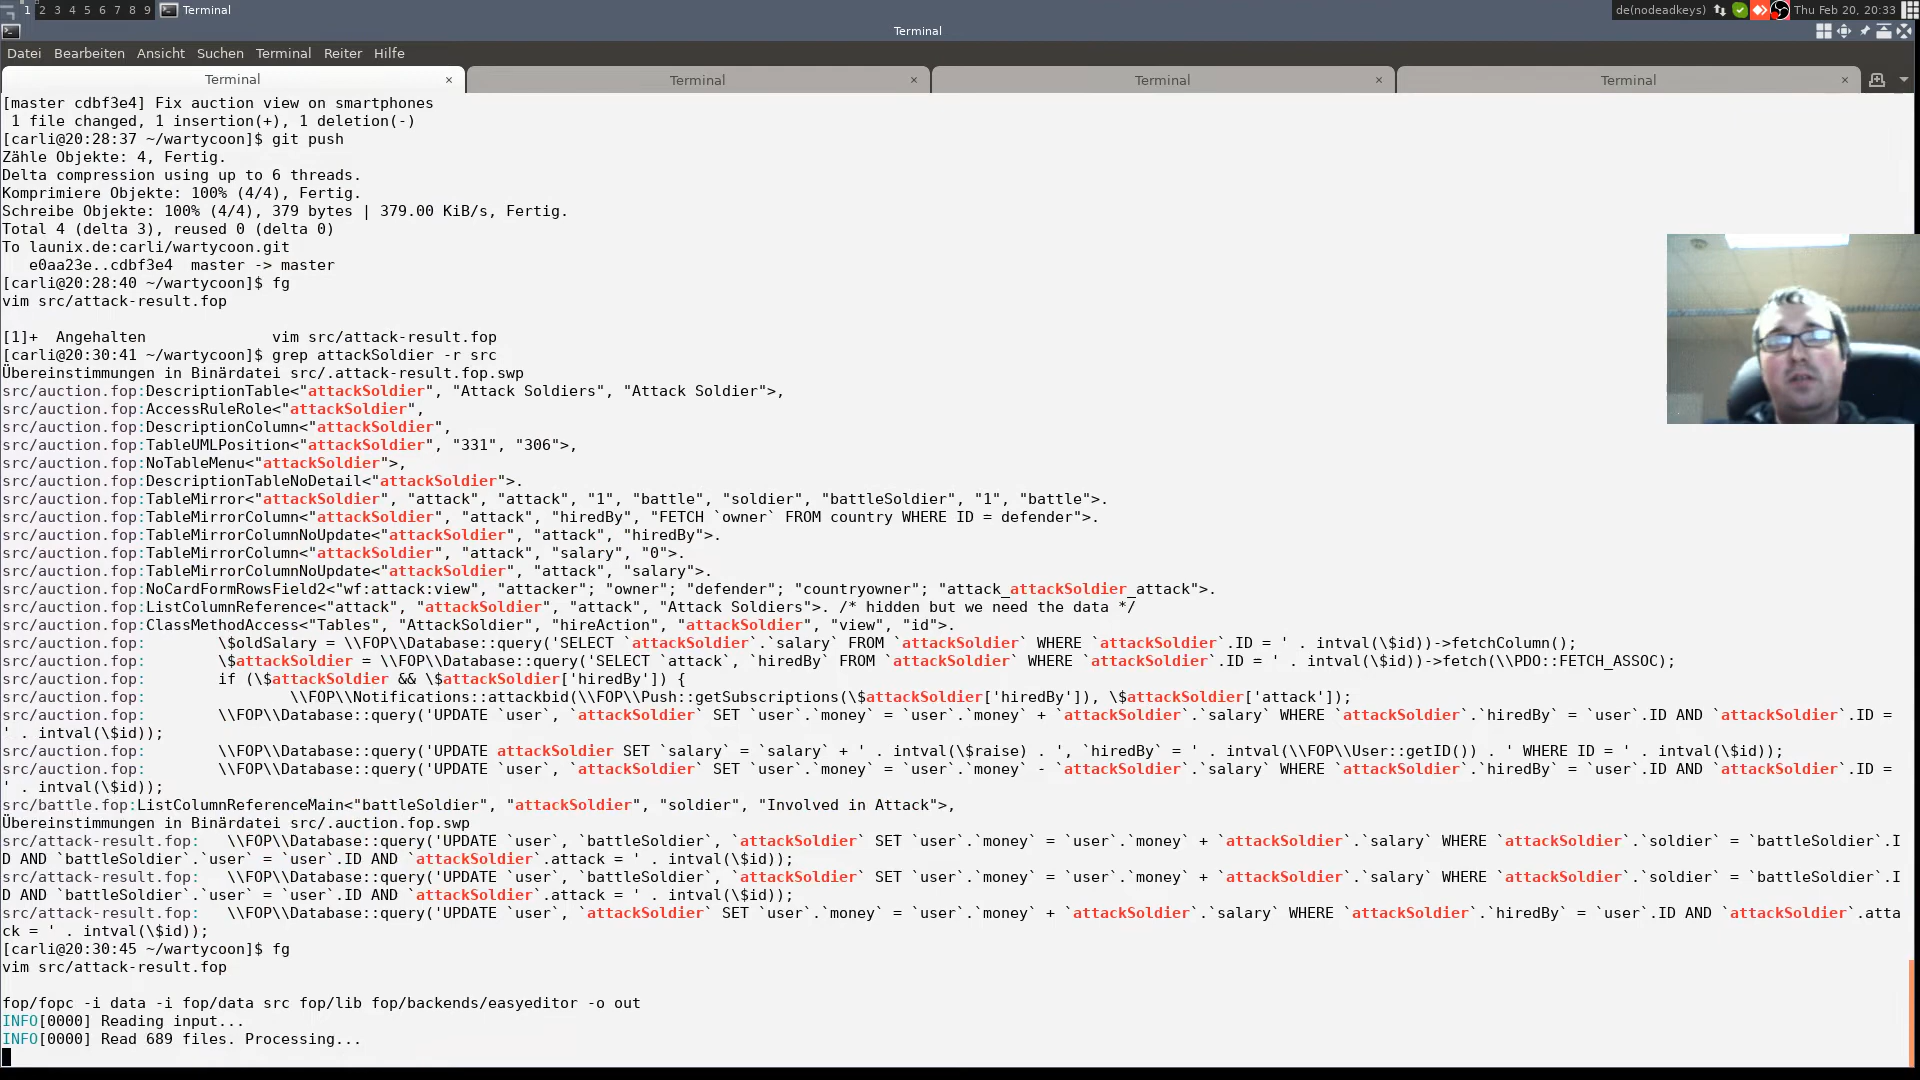 1 2 3 4 5 6 7 8 9 Terminal de(nodeadkeys) Thu Feb 20, 20:33
Terminal
Datei Bearbeiten Ansicht Suchen Terminal Reiter Hilfe
Terminal × Terminal × Terminal × Terminal ×
[master cdbf3e4] Fix auction view on smartphones
1 file changed, 1 insertion(+), 1 deletion(-)
[carli@20:28:37 ~/wartycoon]$ git push
Zähle Objekte: 4, Fertig.
Delta compression using up to 6 threads.
Komprimiere Objekte: 100% (4/4), Fertig.
Schreibe Objekte: 100% (4/4), 379 bytes | 379.00 KiB/s, Fertig.
Total 4 (delta 3), reused 0 (delta 0)
To launix.de:carli/wartycoon.git
e0aa23e..cdbf3e4  master -> master
[carli@20:28:40 ~/wartycoon]$ fg
vim src/attack-result.fop
[1]+  Angehalten              vim src/attack-result.fop
[carli@20:30:41 ~/wartycoon]$ grep attackSoldier -r src
Übereinstimmungen in Binärdatei src/.attack-result.fop.swp
src/auction.fop:DescriptionTable<"attackSoldier", "Attack Soldiers", "Attack Soldier">,
src/auction.fop:AccessRuleRole<"attackSoldier",
src/auction.fop:DescriptionColumn<"attackSoldier",
src/auction.fop:TableUMLPosition<"attackSoldier", "331", "306">,
src/auction.fop:NoTableMenu<"attackSoldier">,
src/auction.fop:DescriptionTableNoDetail<"attackSoldier">.
src/auction.fop:TableMirror<"attackSoldier", "attack", "attack", "1", "battle", "soldier", "battleSoldier", "1", "battle">.
src/auction.fop:TableMirrorColumn<"attackSoldier", "attack", "hiredBy", "FETCH `owner` FROM country WHERE ID = defender">.
src/auction.fop:TableMirrorColumnNoUpdate<"attackSoldier", "attack", "hiredBy">.
src/auction.fop:TableMirrorColumn<"attackSoldier", "attack", "salary", "0">.
src/auction.fop:TableMirrorColumnNoUpdate<"attackSoldier", "attack", "salary">.
src/auction.fop:NoCardFormRowsField2<"wf:attack:view", "attacker"; "owner"; "defender"; "countryowner"; "attack_attackSoldier_attack">.
src/auction.fop:ListColumnReference<"attack", "attackSoldier", "attack", "Attack Soldiers">. /* hidden but we need the data */
src/auction.fop:ClassMethodAccess<"Tables", "AttackSoldier", "hireAction", "attackSoldier", "view", "id">.
src/auction.fop:        \$oldSalary = \\FOP\\Database::query('SELECT `attackSoldier`.`salary` FROM `attackSoldier` WHERE `attackSoldier`.ID = ' . intval(\$id))->fetchColumn();
src/auction.fop:        \$attackSoldier = \\FOP\\Database::query('SELECT `attack`, `hiredBy` FROM `attackSoldier` WHERE `attackSoldier`.ID = ' . intval(\$id))->fetch(\\PDO::FETCH_ASSOC);
src/auction.fop:        if (\$attackSoldier && \$attackSoldier['hiredBy']) {
src/auction.fop:                \\FOP\\Notifications::attackbid(\\FOP\\Push::getSubscriptions(\$attackSoldier['hiredBy']), \$attackSoldier['attack']);
src/auction.fop:        \\FOP\\Database::query('UPDATE `user`, `attackSoldier` SET `user`.`money` = `user`.`money` + `attackSoldier`.`salary` WHERE `attackSoldier`.`hiredBy` = `user`.ID AND `attackSoldier`.ID =
' . intval(\$id));
src/auction.fop:        \\FOP\\Database::query('UPDATE attackSoldier SET `salary` = `salary` + ' . intval(\$raise) . ', `hiredBy` = ' . intval(\\FOP\\User::getID()) . ' WHERE ID = ' . intval(\$id));
src/auction.fop:        \\FOP\\Database::query('UPDATE `user`, `attackSoldier` SET `user`.`money` = `user`.`money` - `attackSoldier`.`salary` WHERE `attackSoldier`.`hiredBy` = `user`.ID AND `attackSoldier`.ID =
' . intval(\$id));
src/battle.fop:ListColumnReferenceMain<"battleSoldier", "attackSoldier", "soldier", "Involved in Attack">,
Übereinstimmungen in Binärdatei src/.auction.fop.swp
src/attack-result.fop:   \\FOP\\Database::query('UPDATE `user`, `battleSoldier`, `attackSoldier` SET `user`.`money` = `user`.`money` + `attackSoldier`.`salary` WHERE `attackSoldier`.`soldier` = `battleSoldier`.I
D AND `battleSoldier`.`user` = `user`.ID AND `attackSoldier`.attack = ' . intval(\$id));
src/attack-result.fop:   \\FOP\\Database::query('UPDATE `user`, `battleSoldier`, `attackSoldier` SET `user`.`money` = `user`.`money` + `attackSoldier`.`salary` WHERE `attackSoldier`.`soldier` = `battleSoldier`.I
D AND `battleSoldier`.`user` = `user`.ID AND `attackSoldier`.attack = ' . intval(\$id));
src/attack-result.fop:   \\FOP\\Database::query('UPDATE `user`, `attackSoldier` SET `user`.`money` = `user`.`money` + `attackSoldier`.`salary` WHERE `attackSoldier`.`hiredBy` = `user`.ID AND `attackSoldier`.atta
ck = ' . intval(\$id));
[carli@20:30:45 ~/wartycoon]$ fg
vim src/attack-result.fop
fop/fopc -i data -i fop/data src fop/lib fop/backends/easyeditor -o out
INFO[0000] Reading input...
INFO[0000] Read 689 files. Processing...